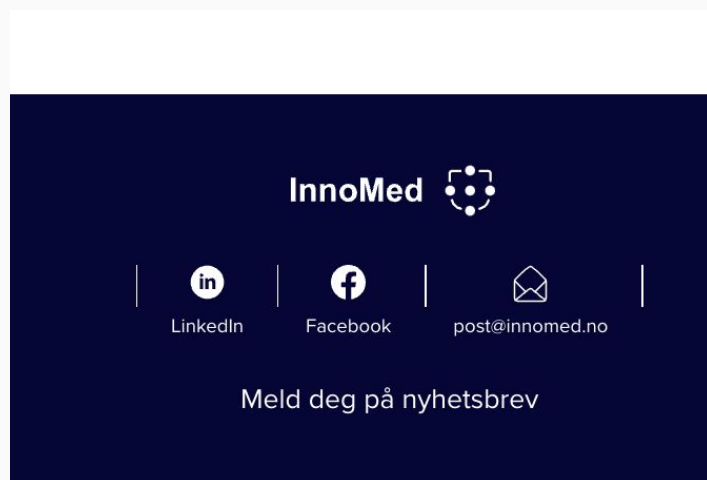 InnoMed
LinkedIn
Facebook
post@innomed.no
Meld deg på nyhetsbrev